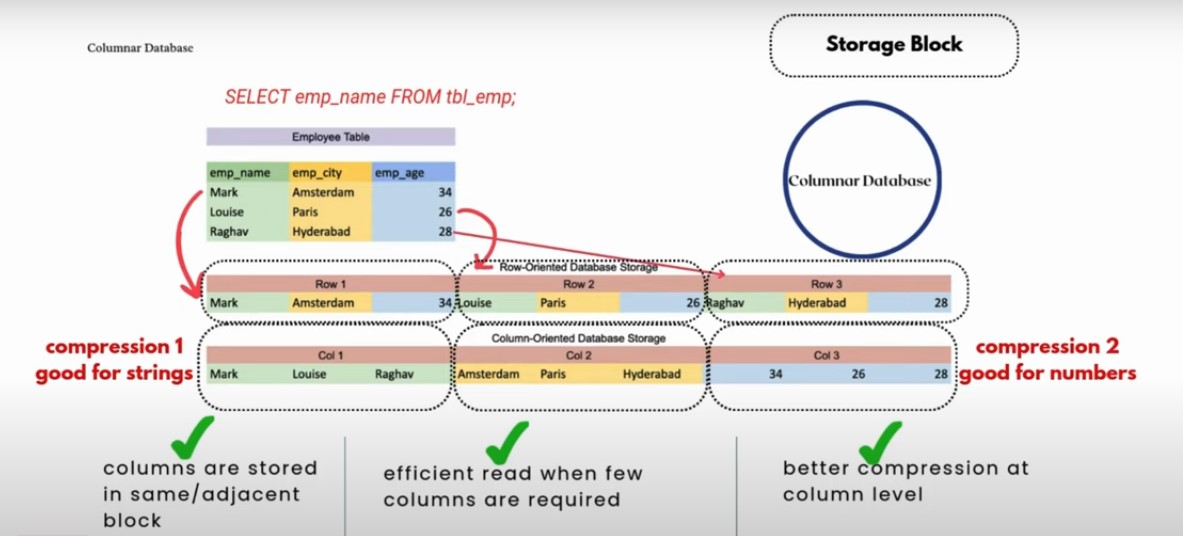 Columnar Database
Storage Block
SELECT emp_name FROM tbl_emp;
Employee Table
Columnar Database
emp_name emp_city emp_age
Mark Amsterdam 34
Louise Paris 26
Raghav Hyderabad 28
Row-Oriented Database Storage
Row 1 Row 2 Row 3
Mark Amsterdam 34 Louise Paris 26 Raghav Hyderabad 28
Column-Oriented Database Storage
compression 1
good for strings
Col 1 Col 2 Col 3
Mark Louise Raghav Amsterdam Paris Hyderabad 34 26 28
compression 2
good for numbers
columns are stored
in same/adjacent
block
efficient read when few
columns are required
better compression at
column level